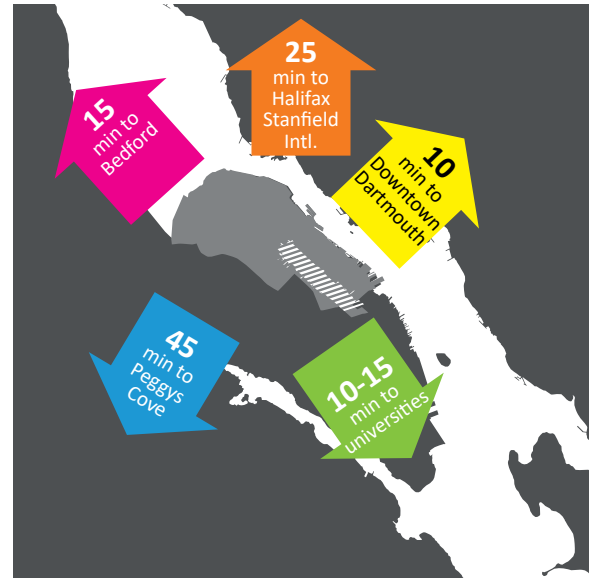 25
min to
Halifax
Stanfield
Intl.
15
min to
Bedford
10
min to
Downtown
Dartmouth
45
min to
Peggys
Cove
10-15
min to
universities